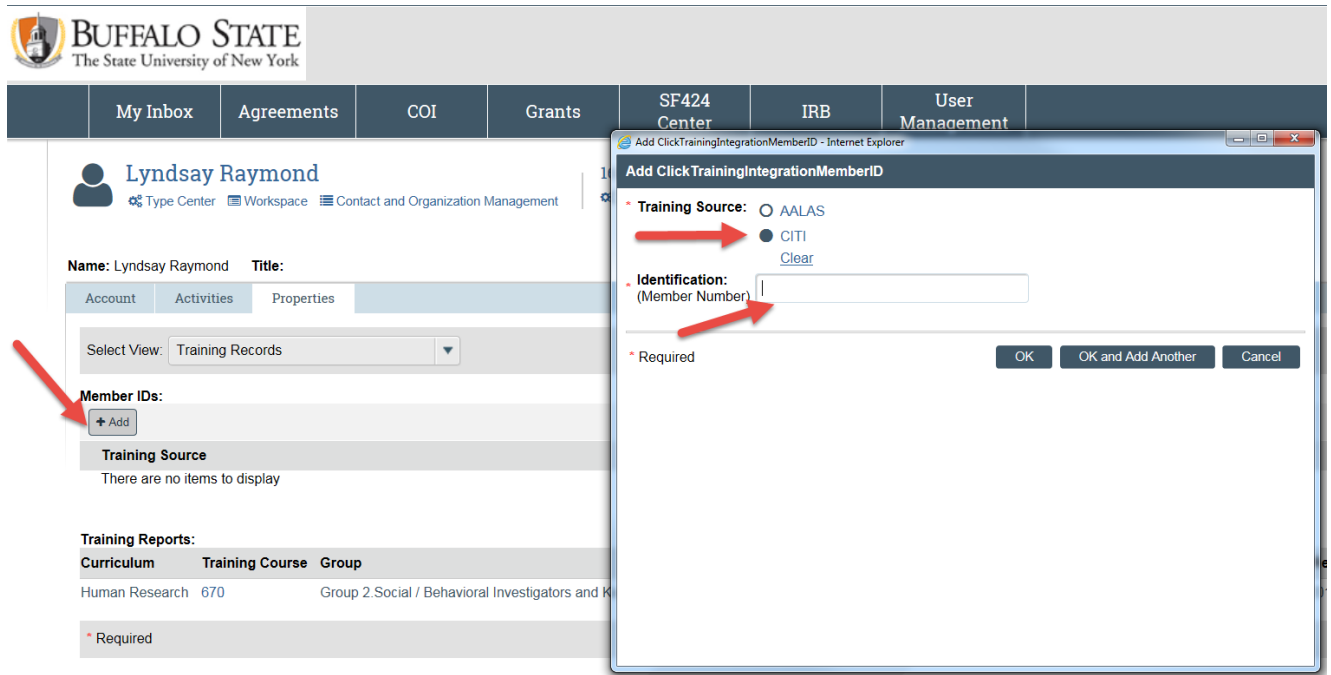 BUFFALO STATE
The State University of New York
My Inbox
Agreements
COI
Grants
SF424
Center
IRB
User
Management
Lyndsay Raymond
Type Center Workspace Contact and Organization Management
Name: Lyndsay Raymond Title:
Account Activities Properties
Select View: Training Records
Member IDs:
+ Add
Training Source
There are no items to display
Training Reports:
Curriculum Training Course Group
Human Research 670 Group 2.Social / Behavioral Investigators and
* Required
Add ClickTrainingIntegrationMemberID - Internet Explorer
Add ClickTrainingIntegrationMemberID
* Training Source: AALAS
CITI
Clear
* Identification:
(Member Number)
* Required OK OK and Add Another Cancel